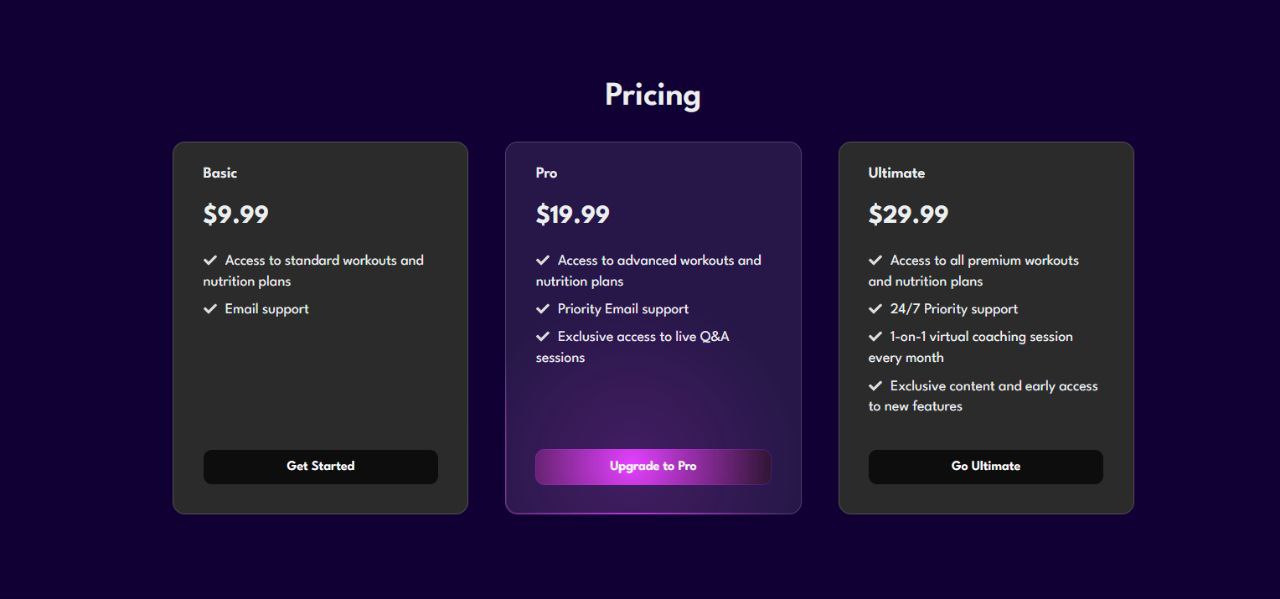 Pricing
Basic
$9.99
Access to standard workouts and
nutrition plans
Email support
Get Started
Pro
$19.99
Access to advanced workouts and
nutrition plans
Priority Email support
Exclusive access to live Q&A
sessions
Upgrade to Pro
Ultimate
$29.99
Access to all premium workouts
and nutrition plans
24/7 Priority support
1-on-1 virtual coaching session
every month
Exclusive content and early access
to new features
Go Ultimate